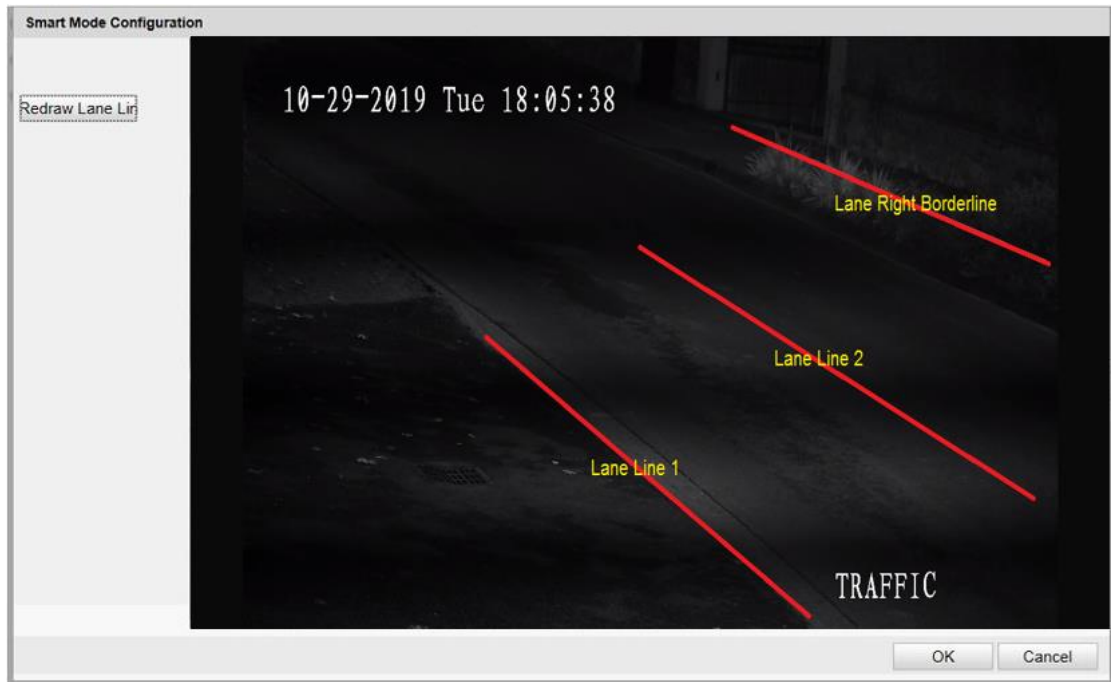 Smart Mode Configuration
Redraw Lane Lin
10-29-2019 Tue 18:05:38
Lane Right Borderline
Lane Line 2
Lane Line 1
TRAFFIC
OK
Cancel